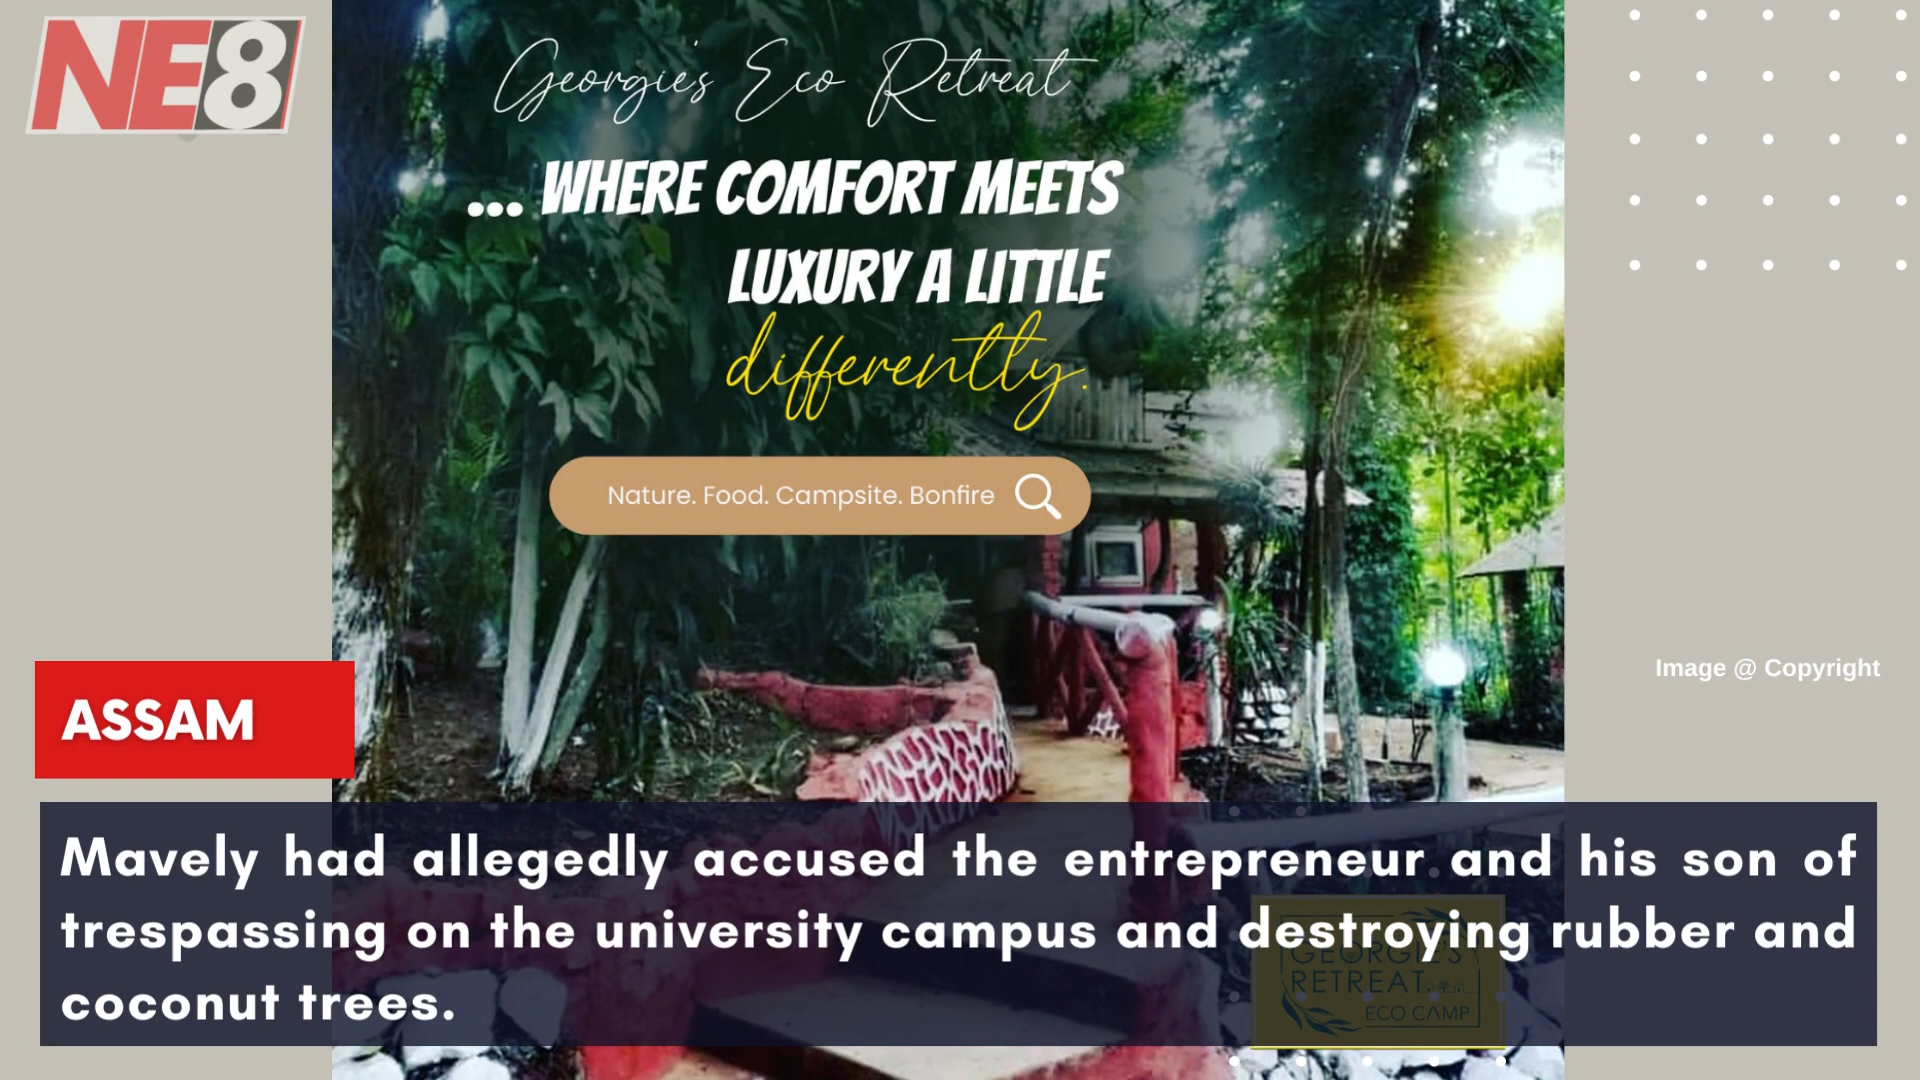 NE8
Georgie's Eco Retreat
... WHERE COMFORT MEETS
LUXURY A LITTLE
differently.
Nature. Food. Campsite. Bonfire
Image @ Copyright
ASSAM
Mavely had allegedly accused the entrepreneur and his son of
trespassing on the university campus and destroying rubber and
coconut trees.
GEORGIE'S
RETREAT
ECO CAMP